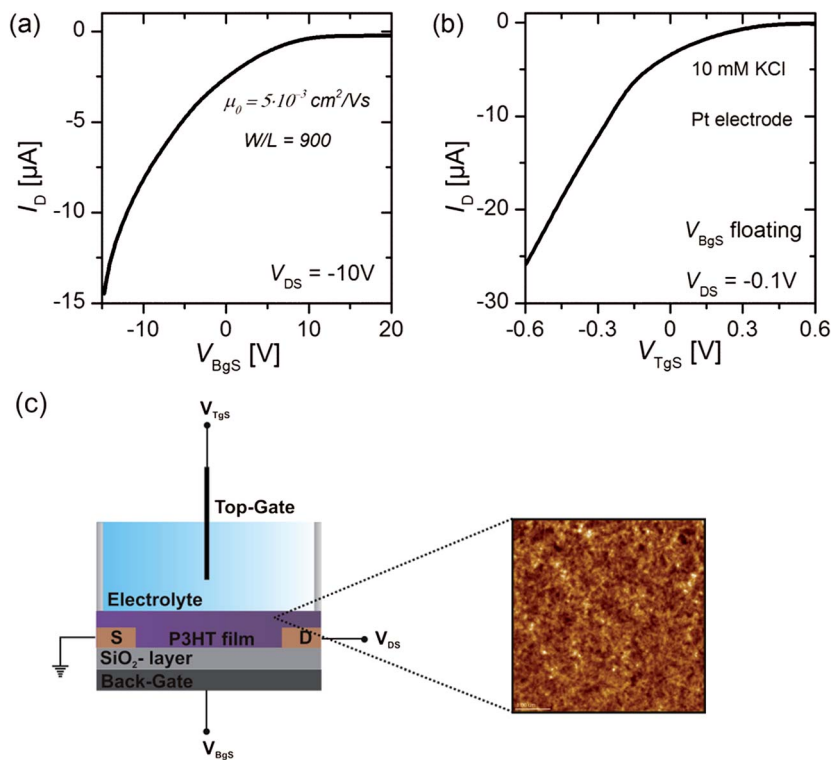 (a)
0
-5
-10
-15
I_D [µA]
μ₀ = 5·10⁻³ cm²/Vs
W/L = 900
V_DS = -10V
-10 0 10 20
V_BgS [V]
(b)
0
-10
-20
-30
I_D [µA]
10 mM KCl
Pt electrode
V_BgS floating
V_DS = -0.1V
-0.6 -0.3 0 0.3 0.6
V_TgS [V]
(c)
V_TgS
Top-Gate
Electrolyte
S P3HT film D
V_DS
SiO₂- layer
Back-Gate
V_BgS